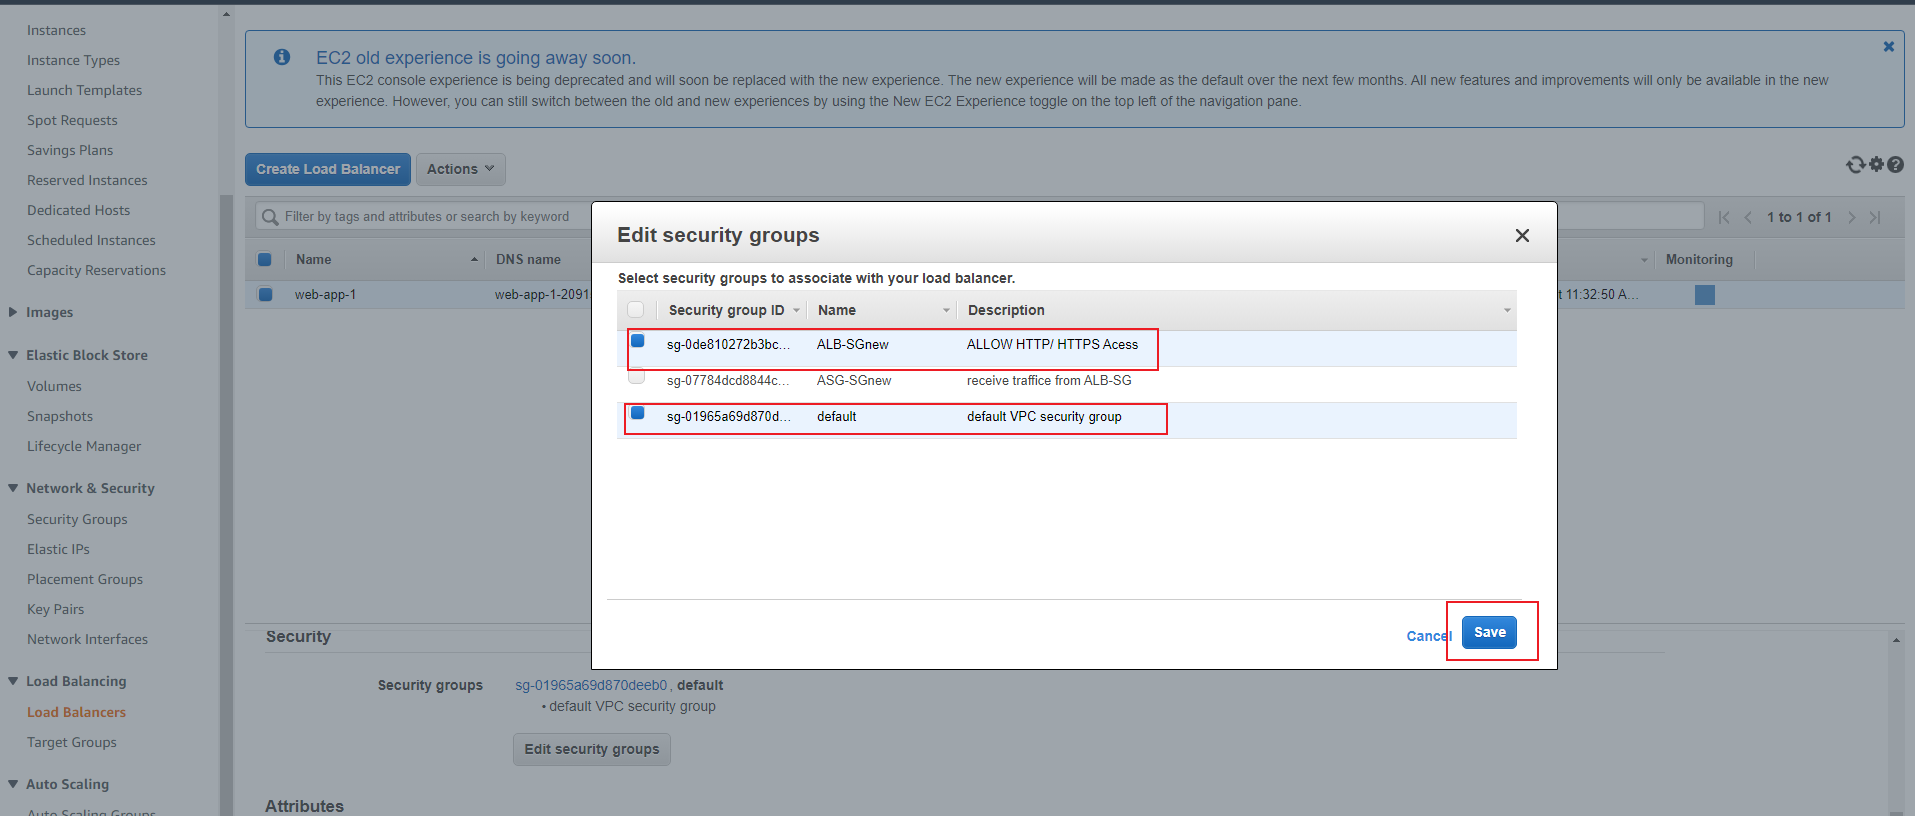 Instances
Instance Types
Launch Templates
Spot Requests
Savings Plans
Reserved Instances
Dedicated Hosts
Scheduled Instances
Capacity Reservations
Images
Elastic Block Store
Volumes
Snapshots
Lifecycle Manager
Network & Security
Security Groups
Elastic IPs
Placement Groups
Key Pairs
Network Interfaces
Load Balancing
Load Balancers
Target Groups
Auto Scaling
Auto Scaling Groups
EC2 old experience is going away soon.
This EC2 console experience is being deprecated and will soon be replaced with the new experience. The new experience will be made as the default over the next few months. All new features and improvements will only be available in the new
experience. However, you can still switch between the old and new experiences by using the New EC2 Experience toggle on the top left of the navigation pane.
Create Load Balancer Actions
Filter by tags and attributes or search by keyword
1 to 1 of 1
Name DNS name Monitoring
web-app-1 web-app-1-2091 t 11:32:50 A...
Edit security groups
Select security groups to associate with your load balancer.
Security group ID Name Description
sg-0de810272b3bc... ALB-SGnew ALLOW HTTP/ HTTPS Acess
sg-07784dcd8844c... ASG-SGnew receive traffice from ALB-SG
sg-01965a69d870d... default default VPC security group
Cancel Save
Security
Security groups sg-01965a69d870deeb0, default
• default VPC security group
Edit security groups
Attributes